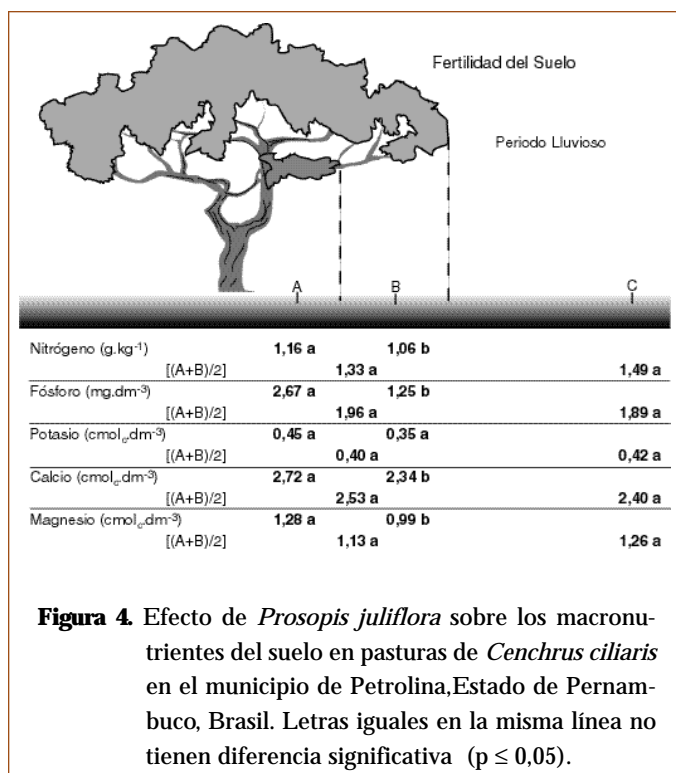 Fertilidad del Suelo
Periodo Lluvioso
A B C
Nitrógeno (g.kg-1) 1,16 a 1,06 b
[(A+B)/2] 1,33 a 1,49 a
Fósforo (mg.dm-3) 2,67 a 1,25 b
[(A+B)/2] 1,96 a 1,89 a
Potasio (cmolc.dm-3) 0,45 a 0,35 a
[(A+B)/2] 0,40 a 0,42 a
Calcio (cmolc.dm-3) 2,72 a 2,34 b
[(A+B)/2] 2,53 a 2,40 a
Magnesio (cmolc.dm-3) 1,28 a 0,99 b
[(A+B)/2] 1,13 a 1,26 a
Figura 4. Efecto de Prosopis juliflora sobre los macronu-
trientes del suelo en pasturas de Cenchrus ciliaris
en el municipio de Petrolina,Estado de Pernam-
buco, Brasil. Letras iguales en la misma línea no
tienen diferencia significativa (p ≤ 0,05).